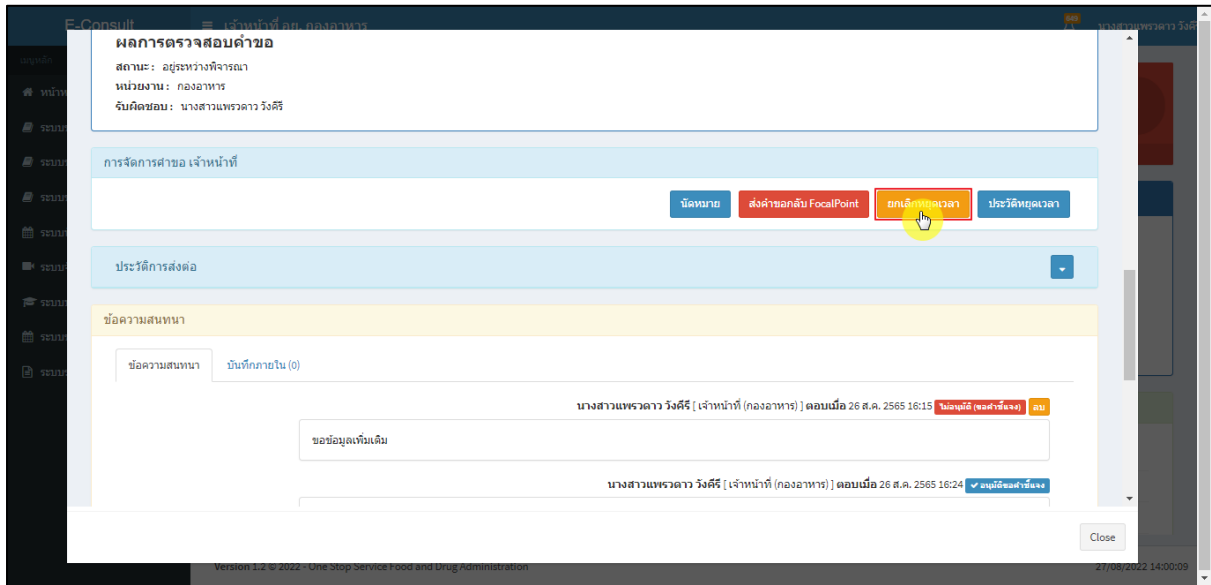 E-Consult
เจ้าหน้าที่ อย. กองอาหาร
649
นางสาวแพรวดาว วังคีรี
เมนูหลัก
ผลการตรวจสอบคำขอ
สถานะ : อยู่ระหว่างพิจารณา
หน่วยงาน : กองอาหาร
รับผิดชอบ : นางสาวแพรวดาว วังคีรี
การจัดการคำขอ เจ้าหน้าที่
นัดหมาย
ส่งคำขอกลับ FocalPoint
ยกเลิกหยุดเวลา
ประวัติหยุดเวลา
ประวัติการส่งต่อ
ข้อความสนทนา
ข้อความสนทนา
บันทึกภายใน (0)
นางสาวแพรวดาว วังคีรี [ เจ้าหน้าที่ (กองอาหาร) ] ตอบเมื่อ 26 ส.ค. 2565 16:15 ไม่อนุมัติ (ขอคำชี้แจง) ลบ
ขอข้อมูลเพิ่มเติม
นางสาวแพรวดาว วังคีรี [ เจ้าหน้าที่ (กองอาหาร) ] ตอบเมื่อ 26 ส.ค. 2565 16:24 อนุมัติขอคำชี้แจง
Close
Version 1.2 © 2022 - One Stop Service Food and Drug Administration
27/08/2022 14:00:09